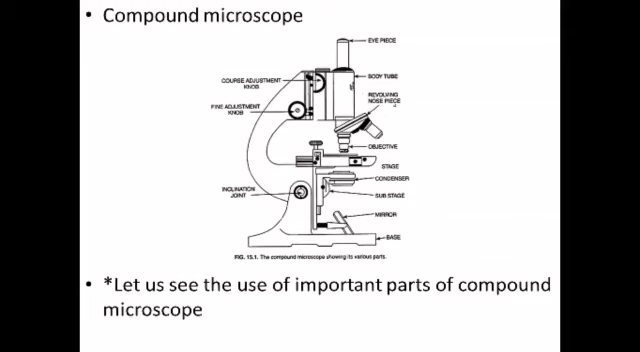 • Compound microscope
EYE PIECE
COURSE ADJUSTMENT
KNOB
BODY TUBE
REVOLVING
NOSE PIECE
FINE ADJUSTMENT
KNOB
OBJECTIVE
STAGE
CONDENSER
INCLINATION
JOINT
SUB STAGE
MIRROR
BASE
FIG. 15.1. The compound microscope showing its various parts.
• *Let us see the use of important parts of compound
microscope